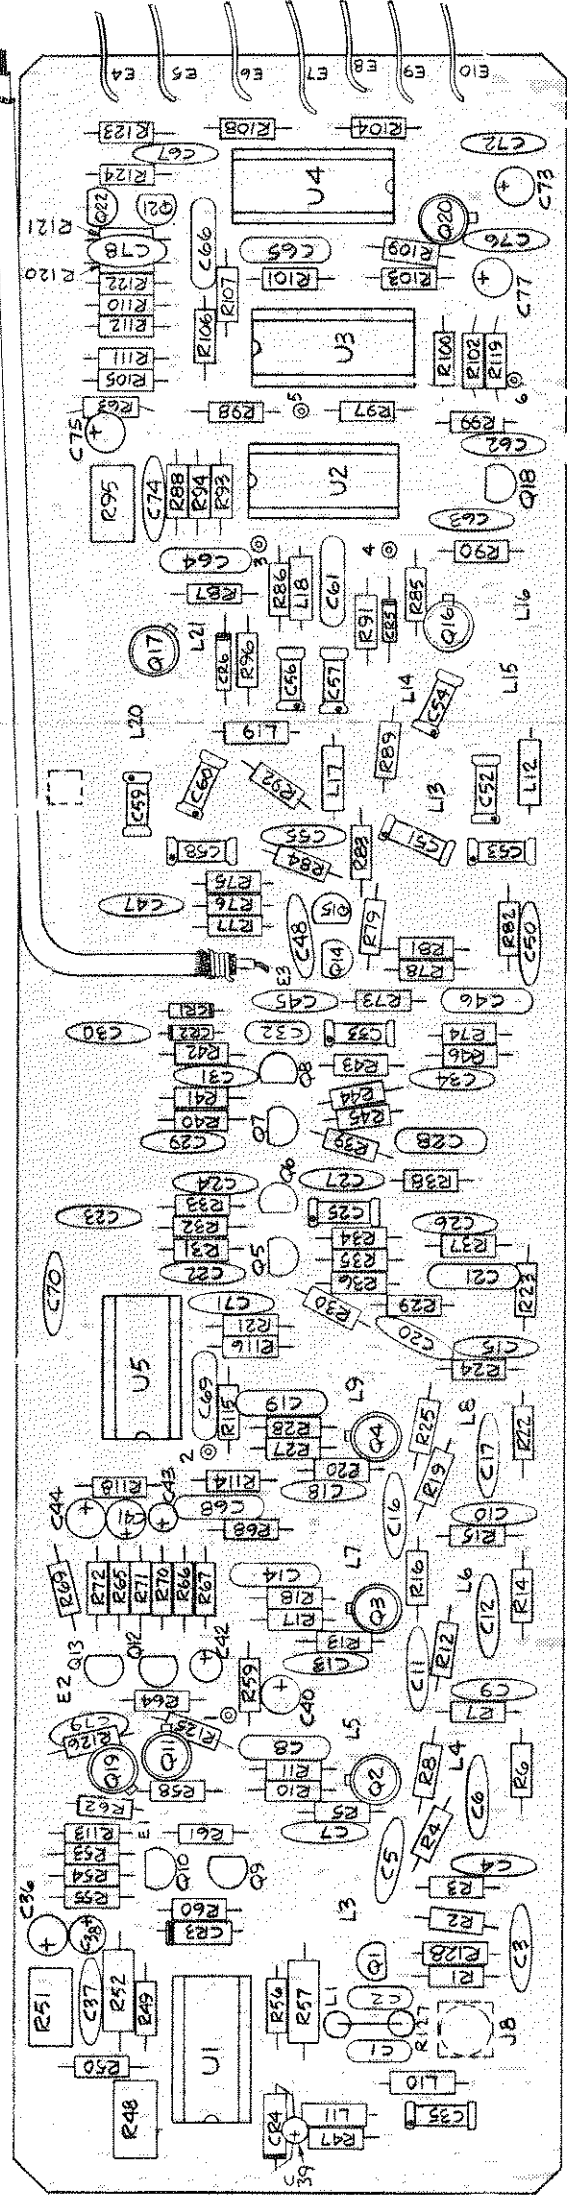 E4 E5 E6 E7 E8 E9 E10
R123 R108 R104 C72
C67
R124 U4 C73
Q22 Q21 Q20
R121 C78 C66 C65 R109 C76
R120 R122 R107 R101 R103 C77
R110
R112 R106 U3 R100 R102 R119
R111
R105
R63 R98 5 R97 6
C75 R99 C62
R95 C74 R88 R94 R93 U2 Q18
C63
C64 3 4 R90
R87 R86 L18 C61 R91 CR5 R85 L16
Q17 L21 CR6 R96 Q16
C56 C57 L14 C54 L15
L20 L19 R89
C59 C60 R92 L17 L13 C52 L12
C58 C55 R84 R83 C51 C53
R75
C47 R76 R77 C48 Q15 R79 R82 C50
Q14 R81 R78
E3
CR1 C45 R73 C46
C30 CR2 C32 C33 R74
R42 R43 R46
C31 Q8 C34
R41 R44
R40 Q7 R45
C29 R39 C28
C24 Q6 C27 R38
R33 C25
C23 R32 R34 C26
R31 Q5 R35 R37
C22 R36 C21 R23
C70 C71 R30 R29
R21 C20 C15
U5 R116 R24
C69 R115 C19 L9 R25 L8 R22
R28 Q4 C17
2 R27
R118 R114 R20 R19
C44 C41 C43 C68 C18 C16 C10
R68 R15
R69 R72 R65 R71 R70 R66 R67 C14 L7 R16 L6 R14
R18 C12
R17 Q3
R13 R12
E2 Q13 Q12 C42 R59 C13 C11 C9
R64 C40 R7
C79 R126 R125 1 L5
Q19 Q11 C8 R8 L4 R6
R11
R62 R58 R10 Q2 C6
R5 R4
R113 E1 R61 C7 C5
R53
R54 Q10 Q9 C4
R55 R3
C36 C38 R60 L3 R2 C3
CR3 R128
R51 C37 R52 R49 R56 R57 Q1 R1
L1 C2
R50 U1 R127 J8
C1
R48 L10
CR4 L11 C35
R47
C39